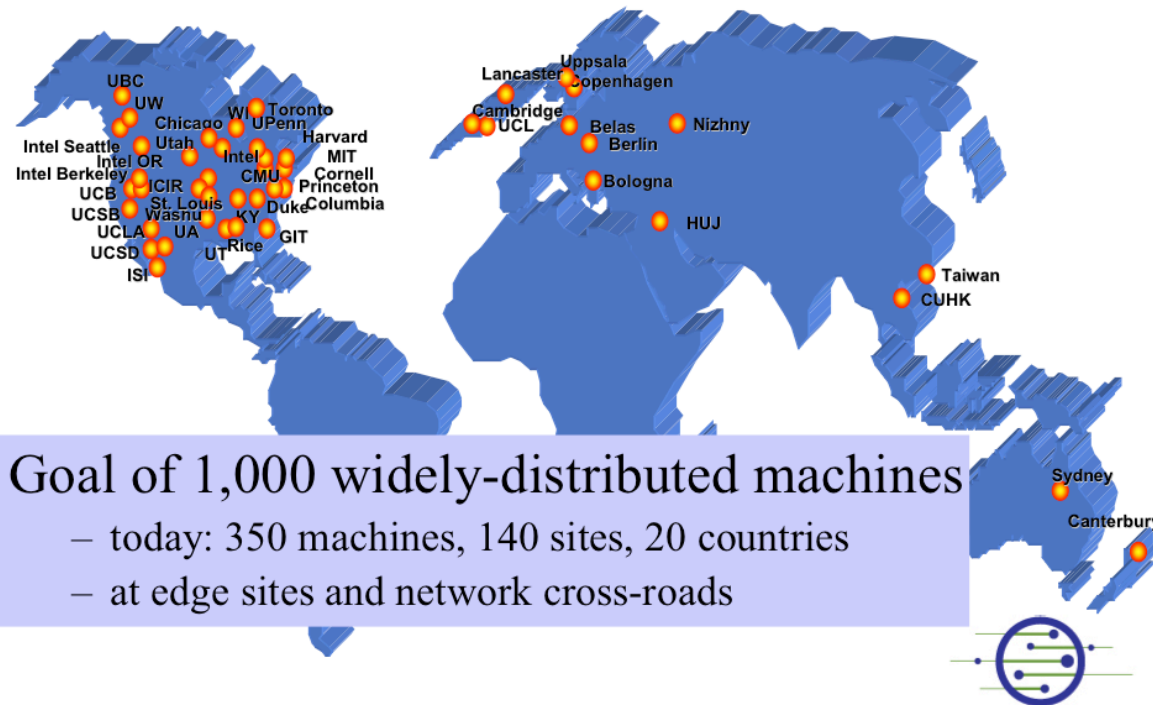 Uppsala
Lancaster
Copenhagen
UBC
UW
WI
Toronto
Cambridge
Chicago
UPenn
UCL
Belas
Nizhny
Harvard
Intel Seattle
Utah
Berlin
Intel
MIT
Intel OR
Intel Berkeley
CMU
Cornell
Bologna
UCB
ICIR
Princeton
St. Louis
Columbia
UCSB
Washu
KY
Duke
HUJ
UCLA
UA
GIT
UCSD
UT
Rice
ISI
Taiwan
CUHK
Goal of 1,000 widely-distributed machines
– today: 350 machines, 140 sites, 20 countries
– at edge sites and network cross-roads
Sydney
Canterbury